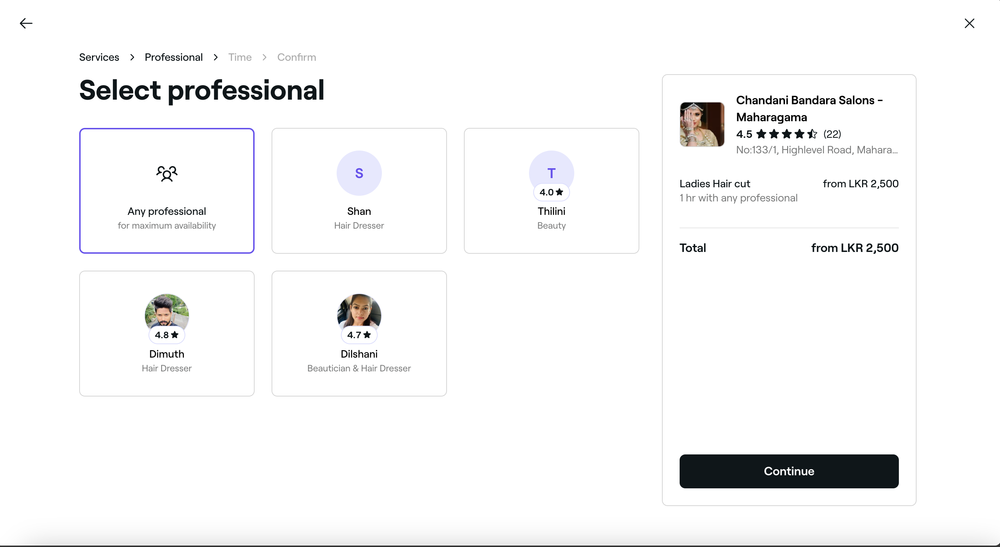 Services > Professional > Time > Confirm
Select professional
Any professional
for maximum availability
S
Shan
Hair Dresser
T
4.0 ★
Thilini
Beauty
4.8 ★
Dimuth
Hair Dresser
4.7 ★
Dilshani
Beautician & Hair Dresser
Chandani Bandara Salons -
Maharagama
4.5 (22)
No:133/1, Highlevel Road, Mahara...
Ladies Hair cut from LKR 2,500
1 hr with any professional
Total from LKR 2,500
Continue